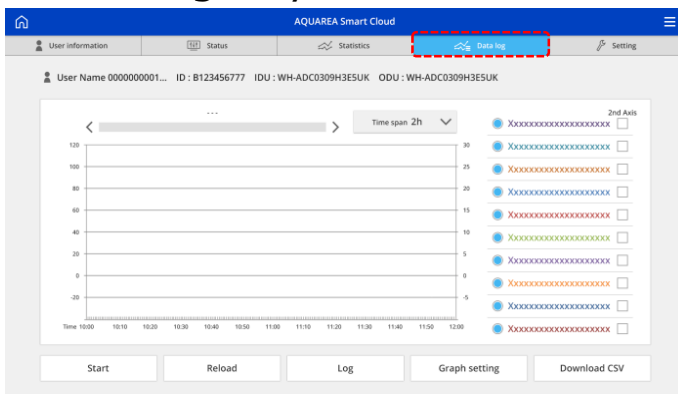 AQUAREA Smart Cloud
User information Status Statistics Data log Setting
User Name 0000000001... ID : B123456777 IDU : WH-ADC0309H3E5UK ODU : WH-ADC0309H3E5UK
...
Time span 2h
2nd Axis
Xxxxxxxxxxxxxxxxxxxxx
Xxxxxxxxxxxxxxxxxxxxx
Xxxxxxxxxxxxxxxxxxxxx
Xxxxxxxxxxxxxxxxxxxxx
Xxxxxxxxxxxxxxxxxxxxx
Xxxxxxxxxxxxxxxxxxxxx
Xxxxxxxxxxxxxxxxxxxxx
Xxxxxxxxxxxxxxxxxxxxx
Xxxxxxxxxxxxxxxxxxxxx
Xxxxxxxxxxxxxxxxxxxxx
120 30
100 25
80 20
60 15
40 10
20 5
0 0
-20 -5
Time 10:00 10:10 10:20 10:30 10:40 10:50 11:00 11:10 11:20 11:30 11:40 11:50 12:00
Start Reload Log Graph setting Download CSV